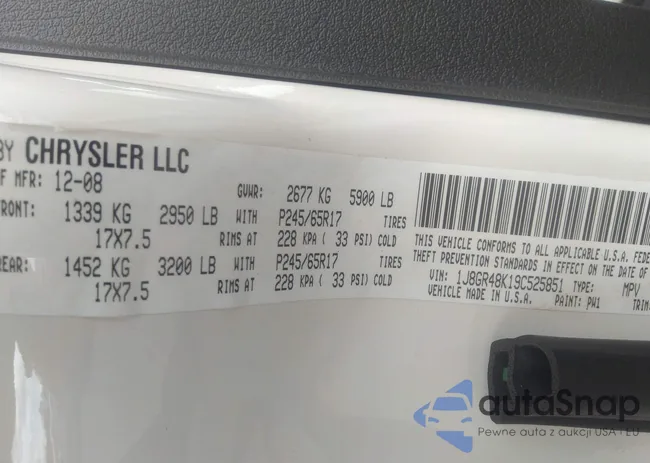 BY CHRYSLER LLC
OF MFR: 12-08 GVWR: 2677 KG 5900 LB
FRONT: 1339 KG 2950 LB WITH P245/65R17 TIRES
17X7.5 RIMS AT 228 KPA ( 33 PSI) COLD
REAR: 1452 KG 3200 LB WITH P245/65R17 TIRES
17X7.5 RIMS AT 228 KPA ( 33 PSI) COLD
THIS VEHICLE CONFORMS TO ALL APPLICABLE FEDE
THEFT PREVENTION STANDARDS IN EFFECT ON THE DATE OF
VIN: 1J8GR48K19C525851 TYPE: MPV
VEHICLE MADE IN U.S.A. PAINT: PW1 TRIM
autaSnap
Pewne auta z aukcji USA i EU